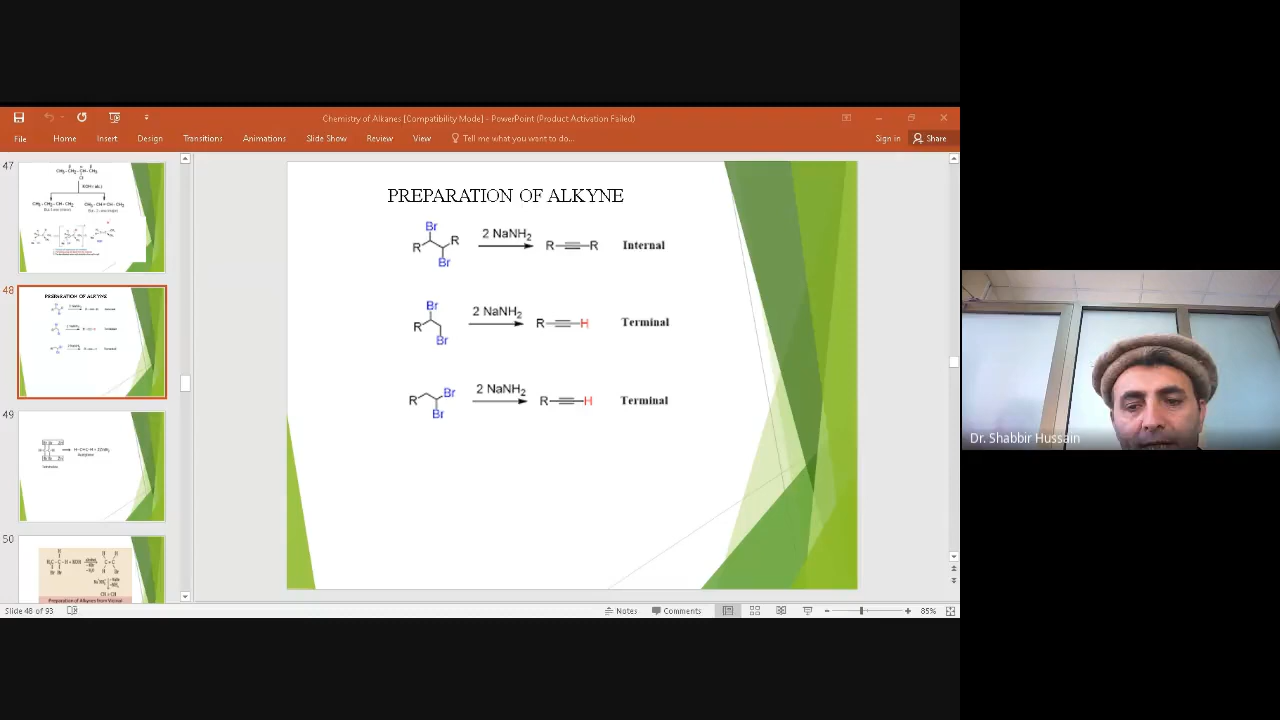 Chemistry of Alkanes [Compatibility Mode] - PowerPoint (Product Activation Failed)
File Home Insert Design Transitions Animations Slide Show Review View Tell me what you want to do... Sign in Share
47
48
PREPARATION OF ALKYNE
49
50
PREPARATION OF ALKYNE
Br
R R 2 NaNH2 R R Internal
Br
Br
R 2 NaNH2 R H Terminal
Br
R Br 2 NaNH2 R H Terminal
Br
Dr. Shabbir Hussain
Slide 48 of 93 Notes Comments 85%